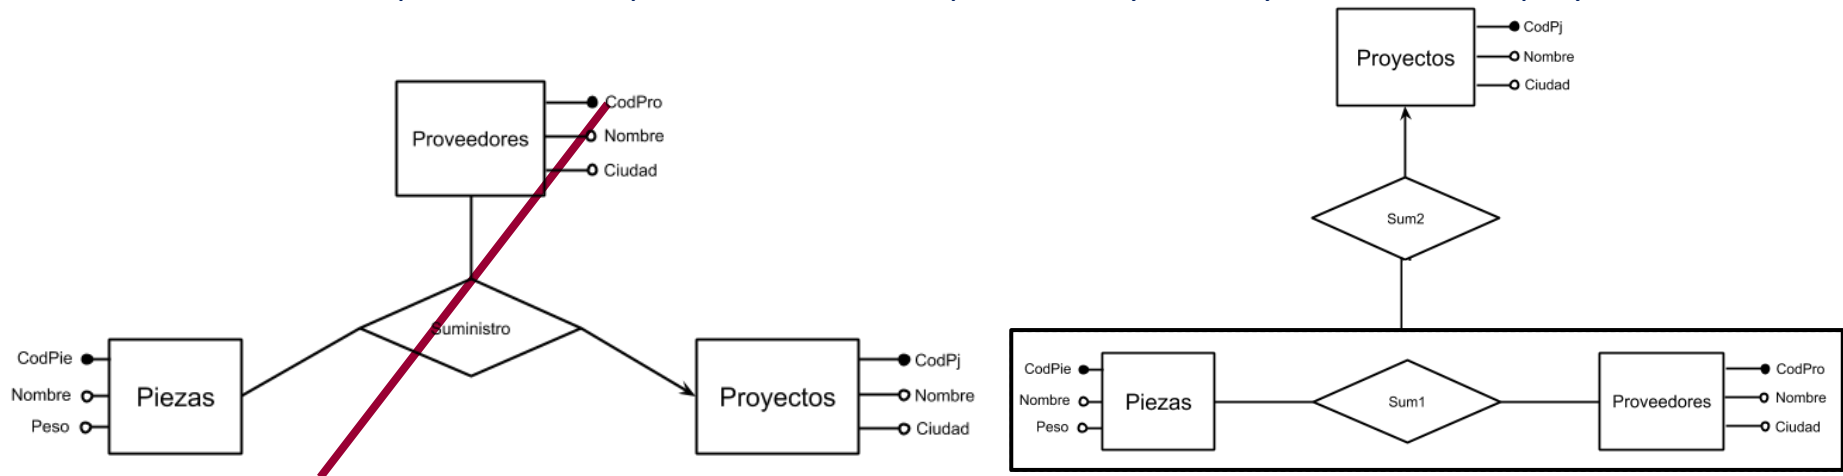 Proveedores
CodPro
Nombre
Ciudad
Suministro
CodPie
Nombre
Peso
Piezas
Proyectos
CodPj
Nombre
Ciudad
Proyectos
CodPj
Nombre
Ciudad
Sum2
CodPie
Nombre
Peso
Piezas
Sum1
Proveedores
CodPro
Nombre
Ciudad